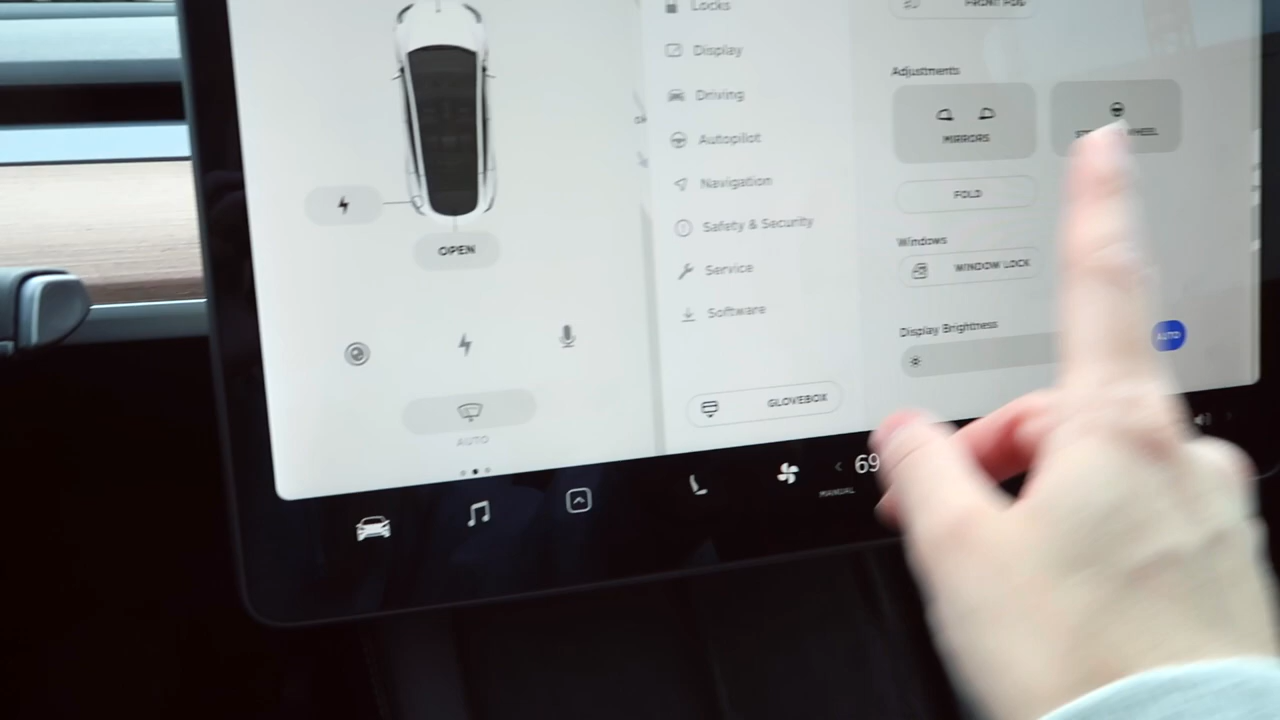 Locks
Display
Driving
Autopilot
Navigation
Safety & Security
Service
Software
GLOVEBOX
OPEN
AUTO
Adjustments
MIRRORS
FOLD
Windows
WINDOW LOCK
Display Brightness
AUTO
69
MANUAL